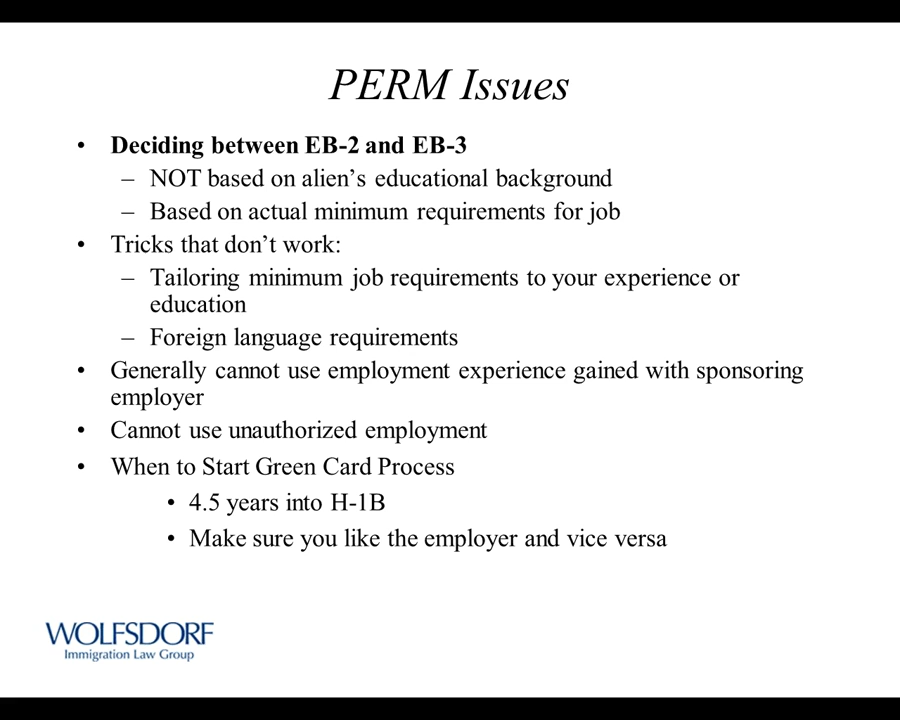 PERM Issues
• Deciding between EB-2 and EB-3
– NOT based on alien’s educational background
– Based on actual minimum requirements for job
• Tricks that don’t work:
– Tailoring minimum job requirements to your experience or
education
– Foreign language requirements
• Generally cannot use employment experience gained with sponsoring
employer
• Cannot use unauthorized employment
• When to Start Green Card Process
• 4.5 years into H-1B
• Make sure you like the employer and vice versa
WOLFSDORF
Immigration Law Group